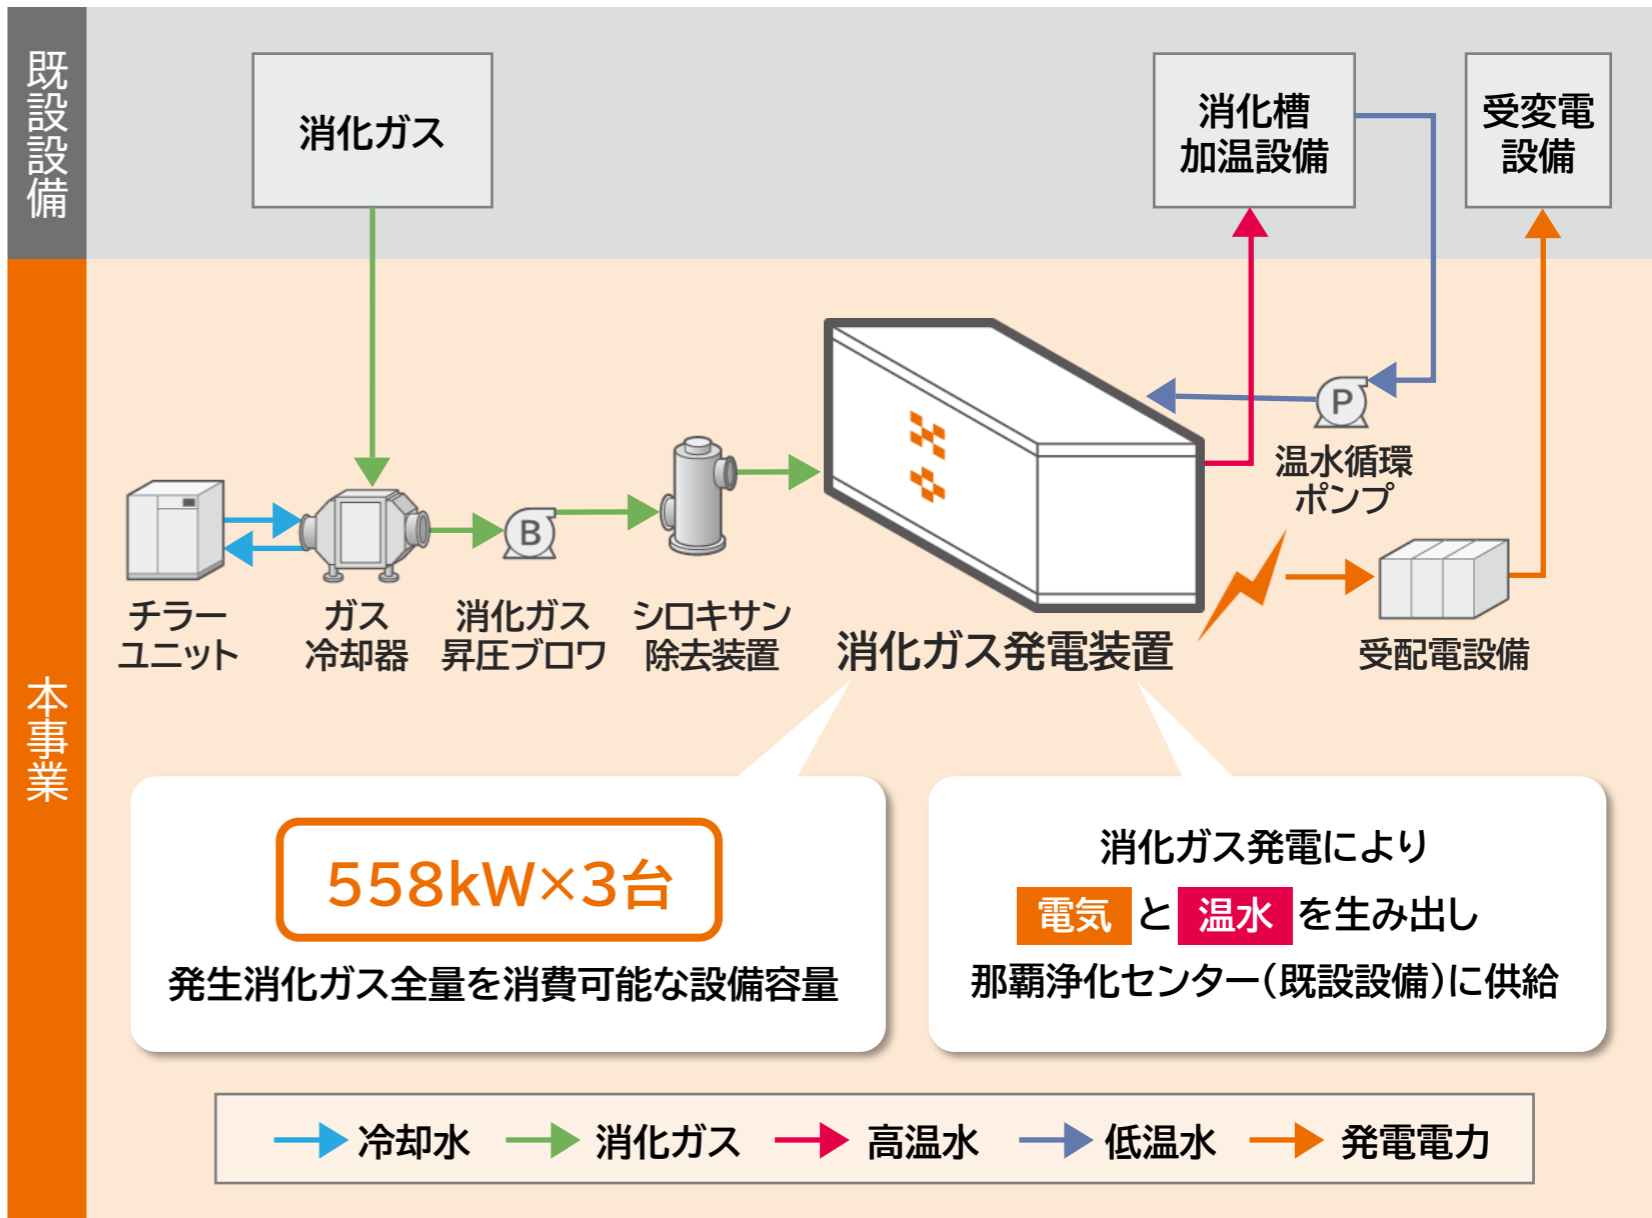 既設設備
消化ガス
消化槽
加温設備
受変電
設備
本事業
P
温水循環
ポンプ
B
チラー
ユニット
ガス
冷却器
消化ガス
昇圧ブロワ
シロキサン
除去装置
消化ガス発電装置
受配電設備
558kW×3台
発生消化ガス全量を消費可能な設備容量
消化ガス発電により
電気 と 温水 を生み出し
那覇浄化センター(既設設備)に供給
冷却水 消化ガス 高温水 低温水 発電電力